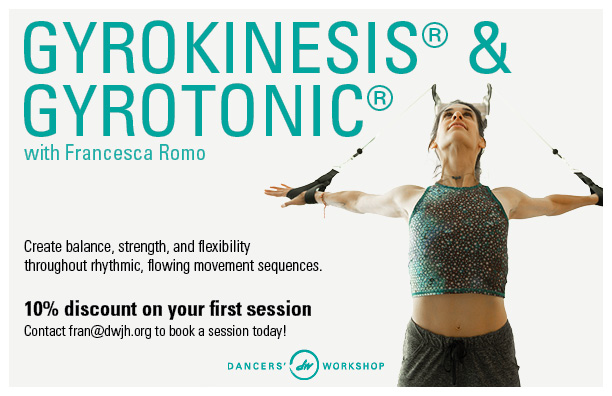 GYROKINESIS® &
GYROTONIC®
with Francesca Romo
Create balance, strength, and flexibility
throughout rhythmic, flowing movement sequences.
10% discount on your first session
Contact fran@dwjh.org to book a session today!
DANCERS' dw WORKSHOP